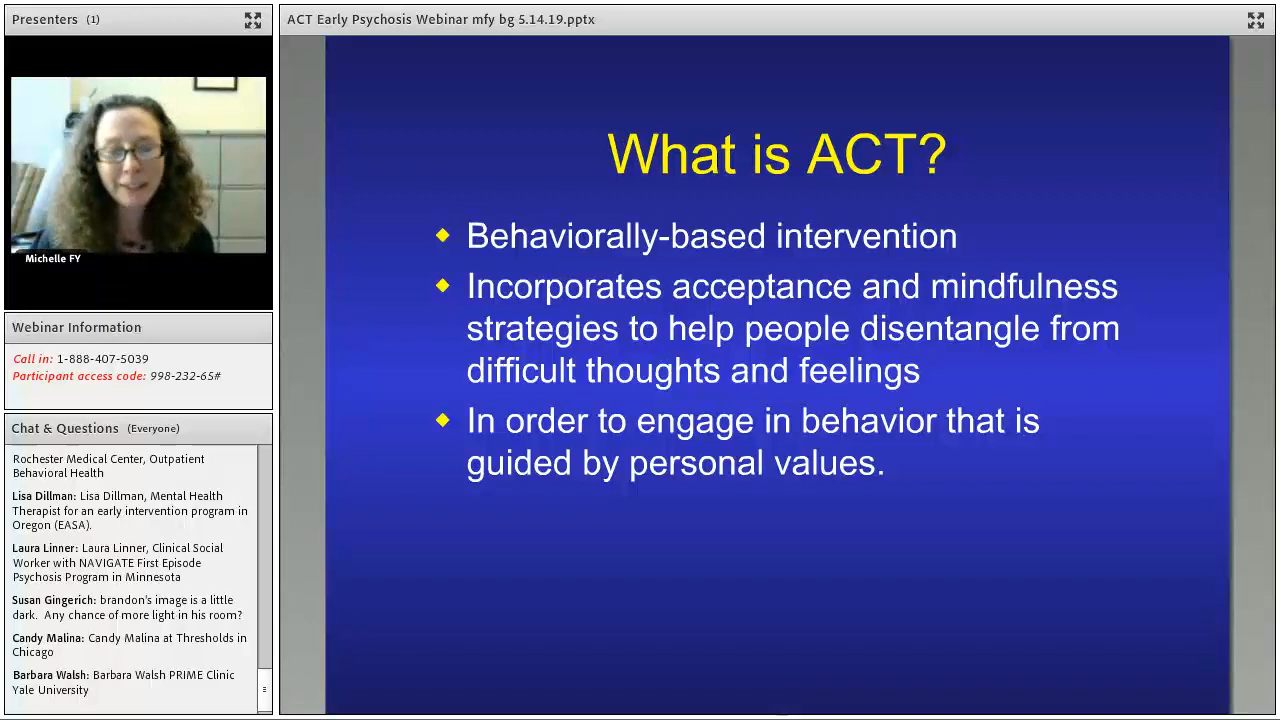 Presenters (1)
Michelle FY
Webinar Information
Call in: 1-888-407-5039
Participant access code: 998-232-65#
Chat & Questions (Everyone)
Rochester Medical Center, Outpatient
Behavioral Health
Lisa Dillman: Lisa Dillman, Mental Health
Therapist for an early intervention program in
Oregon (EASA).
Laura Linner: Laura Linner, Clinical Social
Worker with NAVIGATE First Episode
Psychosis Program in Minnesota
Susan Gingerich: brandon's image is a little
dark. Any chance of more light in his room?
Candy Malina: Candy Malina at Thresholds in
Chicago
Barbara Walsh: Barbara Walsh PRIME Clinic
Yale University
ACT Early Psychosis Webinar mfy bg 5.14.19.pptx
What is ACT?
Behaviorally-based intervention
Incorporates acceptance and mindfulness
strategies to help people disentangle from
difficult thoughts and feelings
In order to engage in behavior that is
guided by personal values.